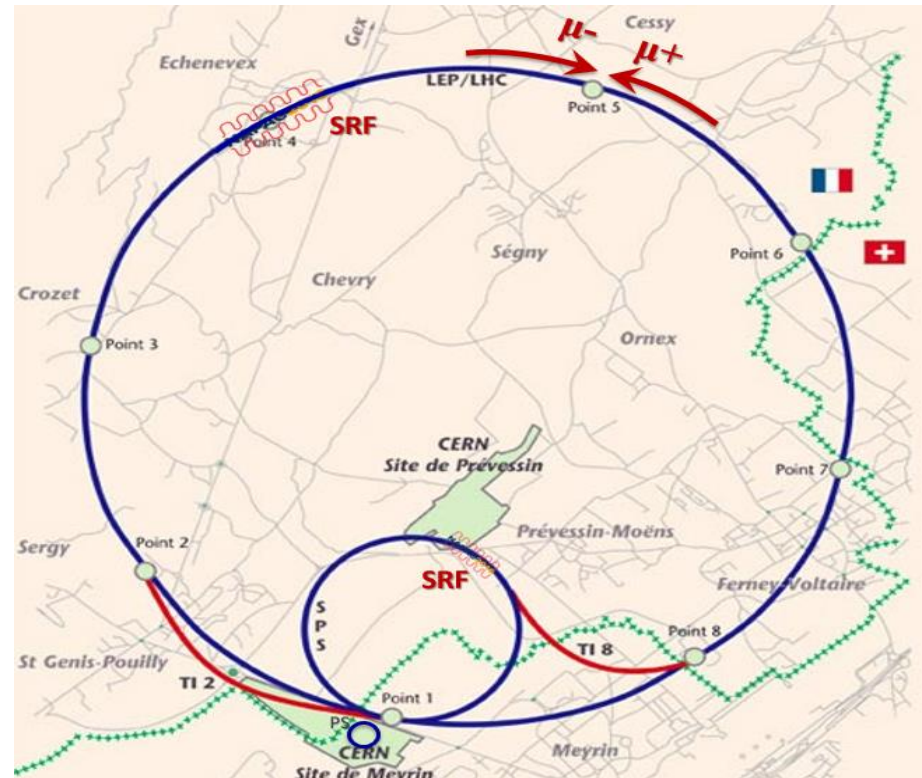 Cessy
μ-
μ+
Gex
Echenevex
LEP/LHC
Point 5
SRF
Point 4
Point 6
Ségny
Chevry
Crozet
Point 3
Ornex
CERN
Site de Prévessin
Point 7
Prévessin-Moëns
Point 2
Sergy
SRF
Ferney-Voltaire
SPS
Point 8
St Genis-Pouilly
TI 8
TI 2
Point 1
PS
CERN
Meyrin
Site de Meyrin